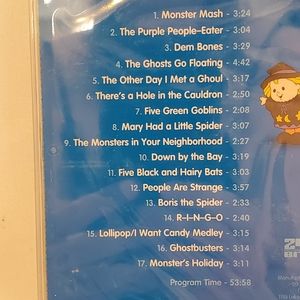 1. Monster Mash - 3:24
2. The Purple People-Eater - 3:04
3. Dem Bones - 3:29
4. The Ghosts Go Floating - 4:42
5. The Other Day I Met a Ghoul - 3:17
6. There's a Hole in the Cauldron - 2:50
7. Five Green Goblins - 2:08
8. Mary Had a Little Spider - 3:07
9. The Monsters in Your Neighborhood - 3:27
10. Down by the Bay - 3:19
11. Five Black and Hairy Bats - 3:03
12. People Are Strange - 3:57
13. Boris the Spider - 2:33
14. R-I-N-G-O - 2:40
15. Lollipop/I Want Candy Medley - 3:15
16. Ghostbusters - 3:14
17. Monster's Holiday - 3:11
Program Time - 53:58